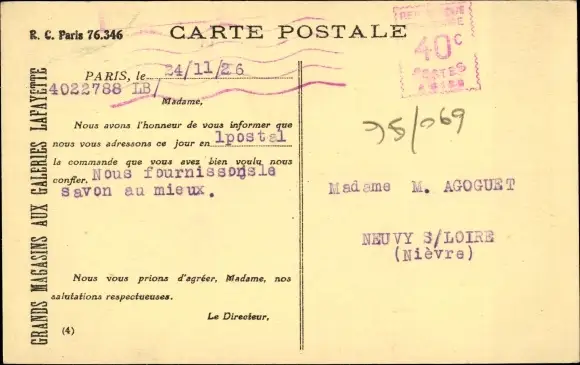 R. C. Paris 76.346
CARTE POSTALE
40c
POSTES
GRANDS MAGASINS AUX GALERIES LAFAYETTE
PARIS, le 24/11/26
4022788 LB/
Madame,
Nous avons l'honneur de vous informer que
nous vous adressons ce jour en 1postal
la commande que vous avez bien voulu nous
confier. Nous fournissonsle
savon au mieux.
Nous vous prions d'agréer, Madame, nos
salutations respectueuses.
Le Directeur,
(4)
75/069
Madame M. AGOGUET
NEUVY S/LOIRE
(Nièvre)